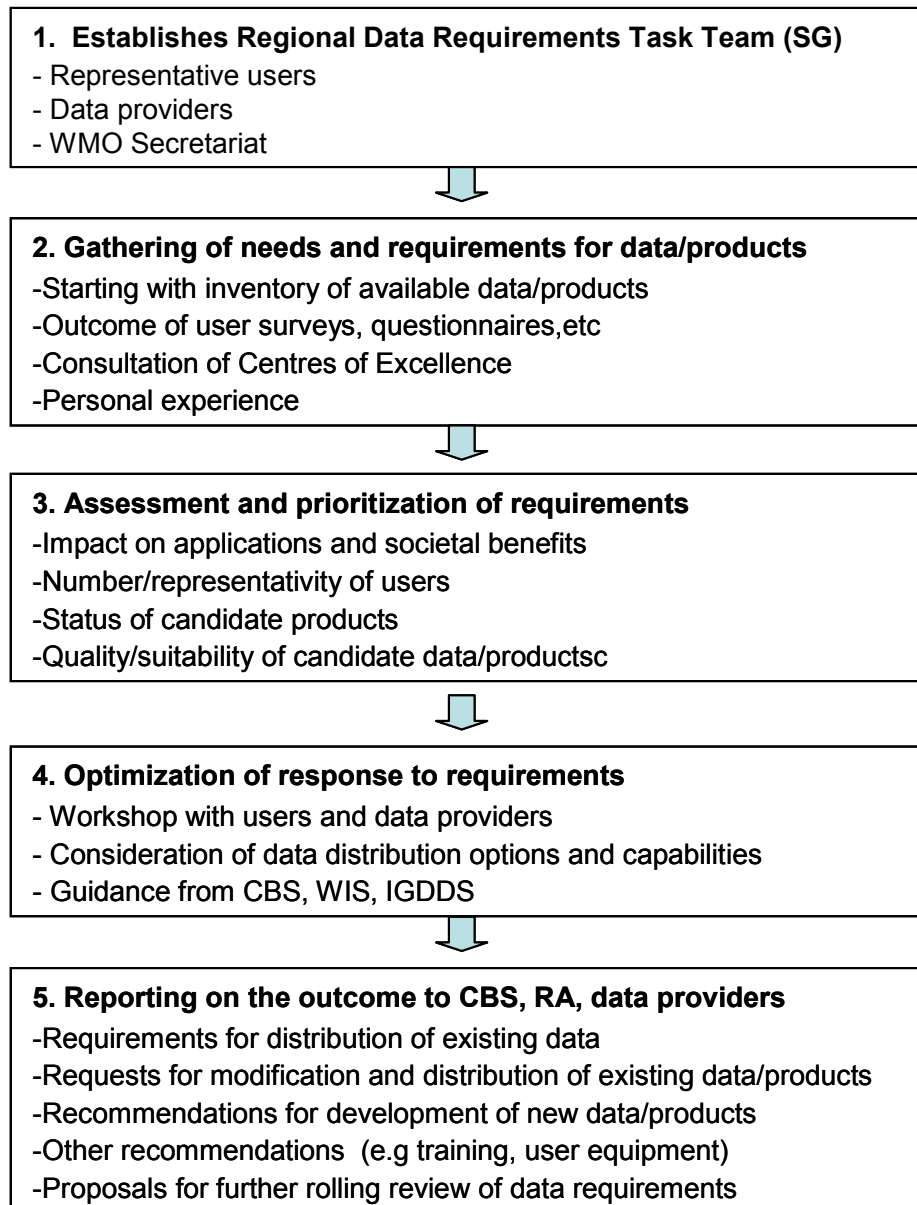 1. Establishes Regional Data Requirements Task Team (SG)
- Representative users
- Data providers
- WMO Secretariat
2. Gathering of needs and requirements for data/products
-Starting with inventory of available data/products
-Outcome of user surveys, questionnaires,etc
-Consultation of Centres of Excellence
-Personal experience
3. Assessment and prioritization of requirements
-Impact on applications and societal benefits
-Number/representativity of users
-Status of candidate products
-Quality/suitability of candidate data/productsc
4. Optimization of response to requirements
- Workshop with users and data providers
- Consideration of data distribution options and capabilities
- Guidance from CBS, WIS, IGDDS
5. Reporting on the outcome to CBS, RA, data providers
-Requirements for distribution of existing data
-Requests for modification and distribution of existing data/products
-Recommendations for development of new data/products
-Other recommendations (e.g training, user equipment)
-Proposals for further rolling review of data requirements